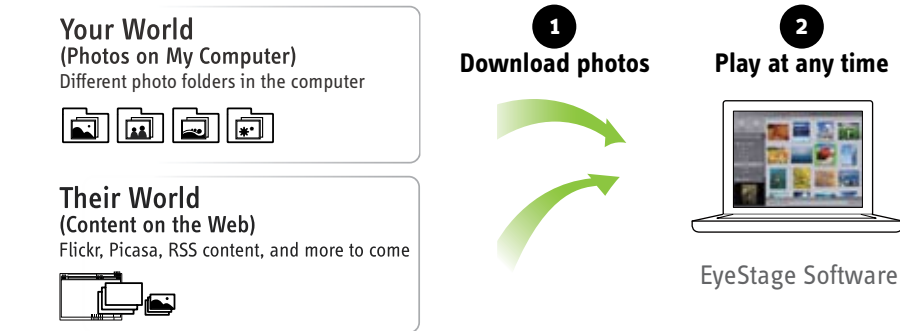 Your World
(Photos on My Computer)
Different photo folders in the computer
Their World
(Content on the Web)
Flickr, Picasa, RSS content, and more to come
1
Download photos
2
Play at any time
EyeStage Software